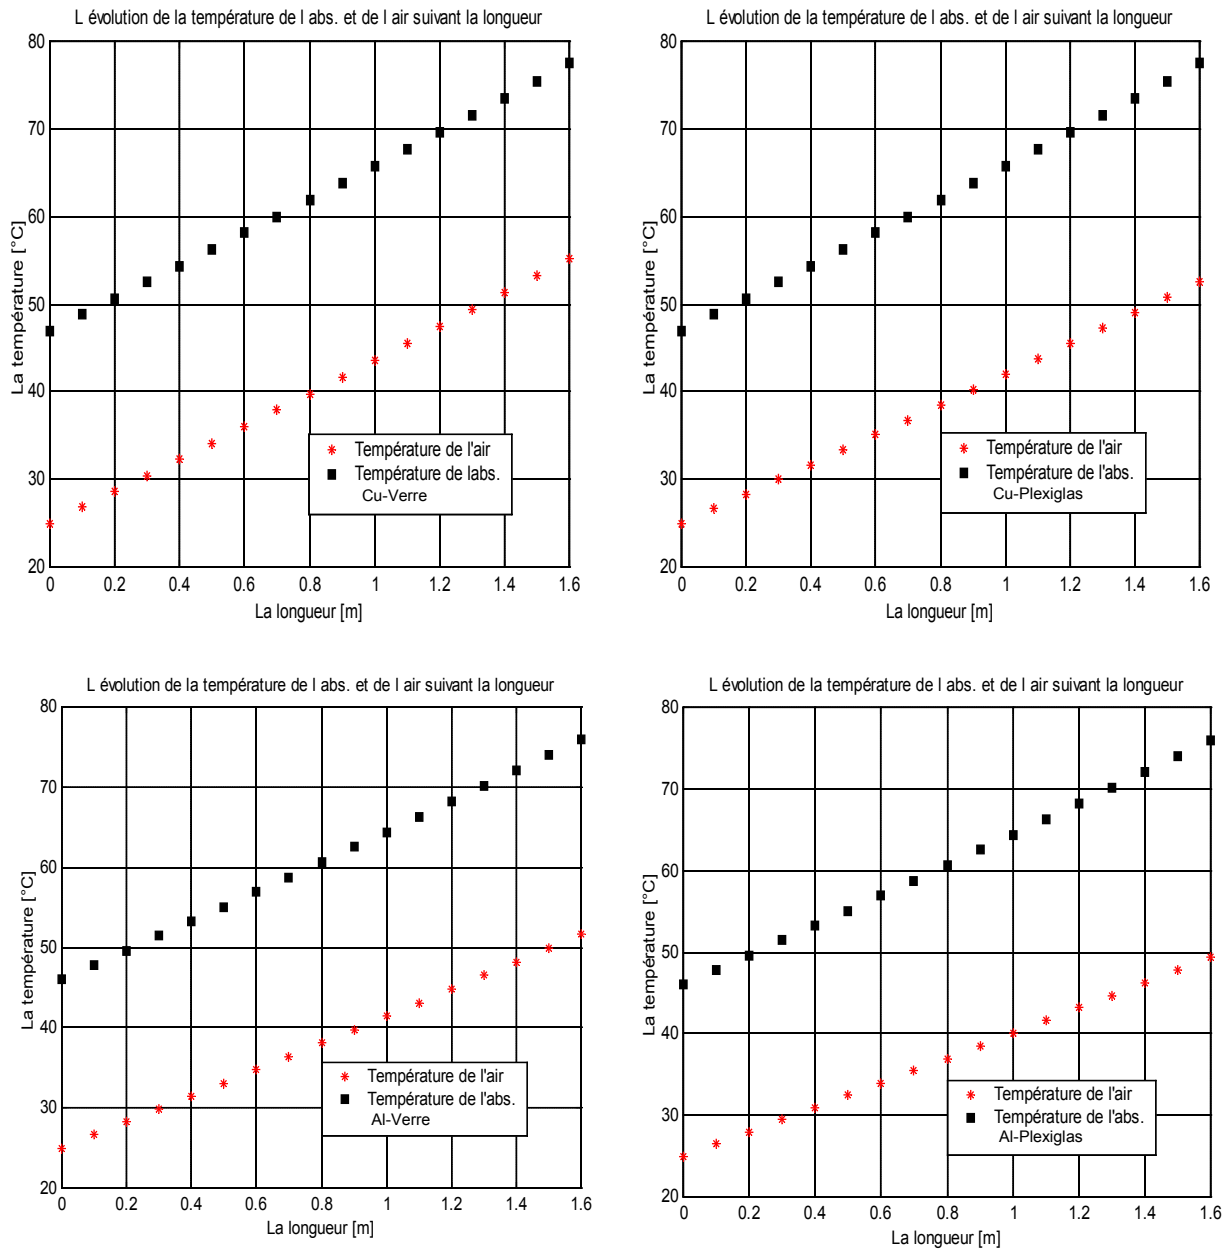 L évolution de la température de l abs. et de l air suivant la longueur
80
70
60
50
40
30
20
La température [°C]
Température de l'air
Température de labs.
Cu-Verre
0 0.2 0.4 0.6 0.8 1 1.2 1.4 1.6
La longueur [m]
L évolution de la température de l abs. et de l air suivant la longueur
80
70
60
50
40
30
20
La température [°C]
Température de l'air
Température de l'abs.
Cu-Plexiglas
0 0.2 0.4 0.6 0.8 1 1.2 1.4 1.6
La longueur [m]
L évolution de la température de l abs. et de l air suivant la longueur
80
70
60
50
40
30
20
La température [°C]
Température de l'air
Température de l'abs.
Al-Verre
0 0.2 0.4 0.6 0.8 1 1.2 1.4 1.6
La longueur [m]
L évolution de la température de l abs. et de l air suivant la longueur
80
70
60
50
40
30
20
La température [°C]
Température de l'air
Température de l'abs.
Al-Plexiglas
0 0.2 0.4 0.6 0.8 1 1.2 1.4 1.6
La longueur [m]